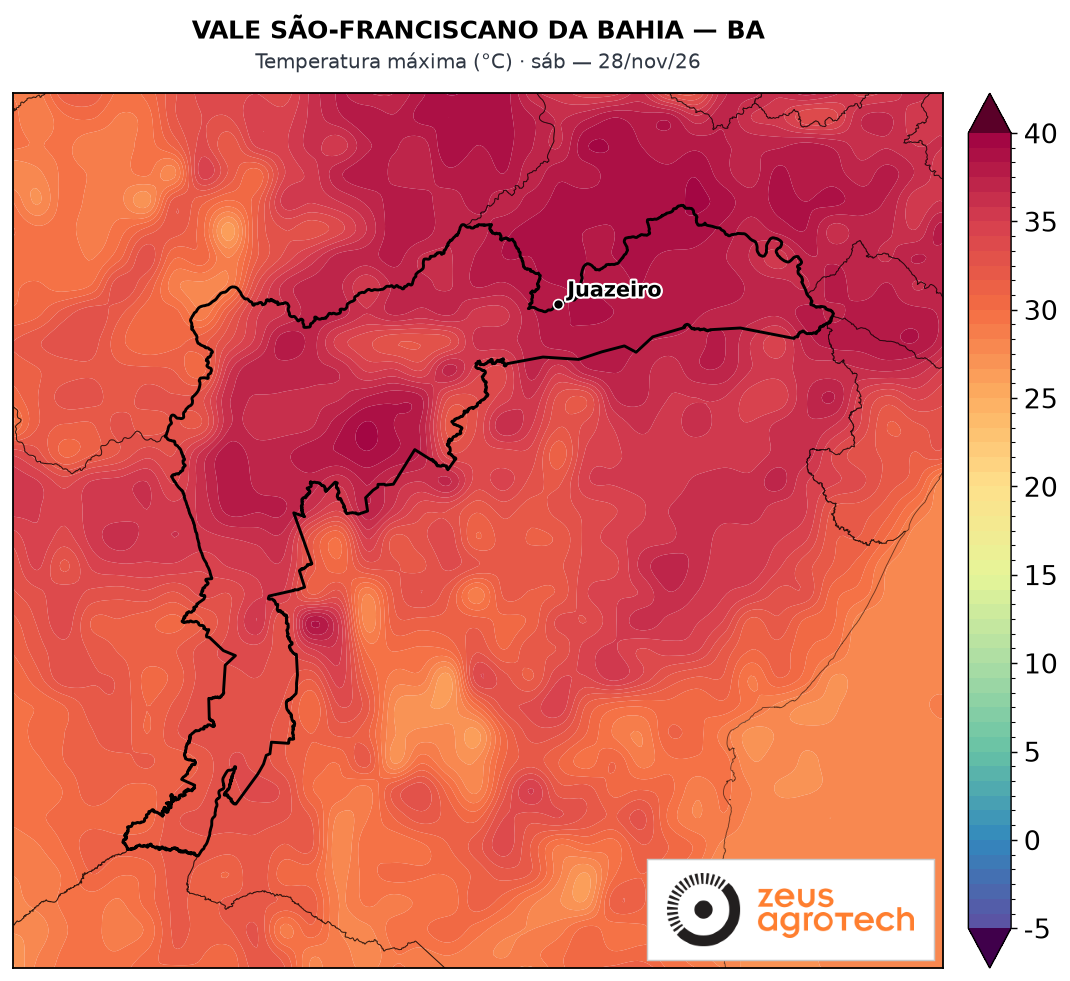 VALE SÃO-FRANCISCANO DA BAHIA — BA
Temperatura máxima (°C) · sáb — 28/nov/26
Juazeiro
40
35
30
25
20
15
10
5
0
-5
zeus
agrotech